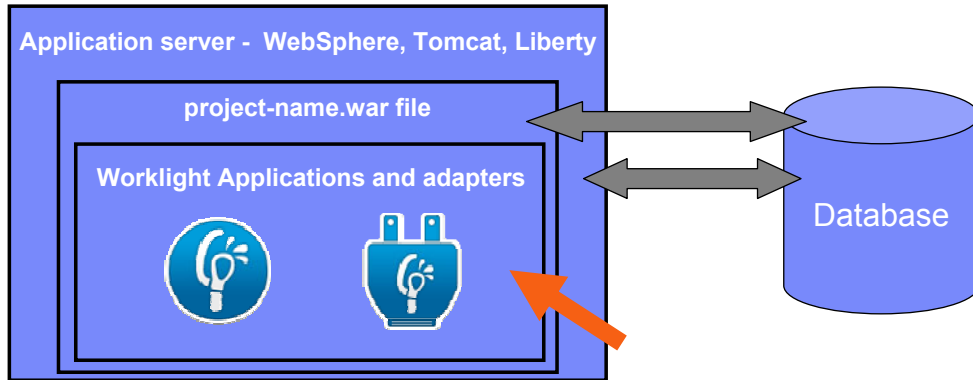 Application server - WebSphere, Tomcat, Liberty
project-name.war file
Worklight Applications and adapters
Database